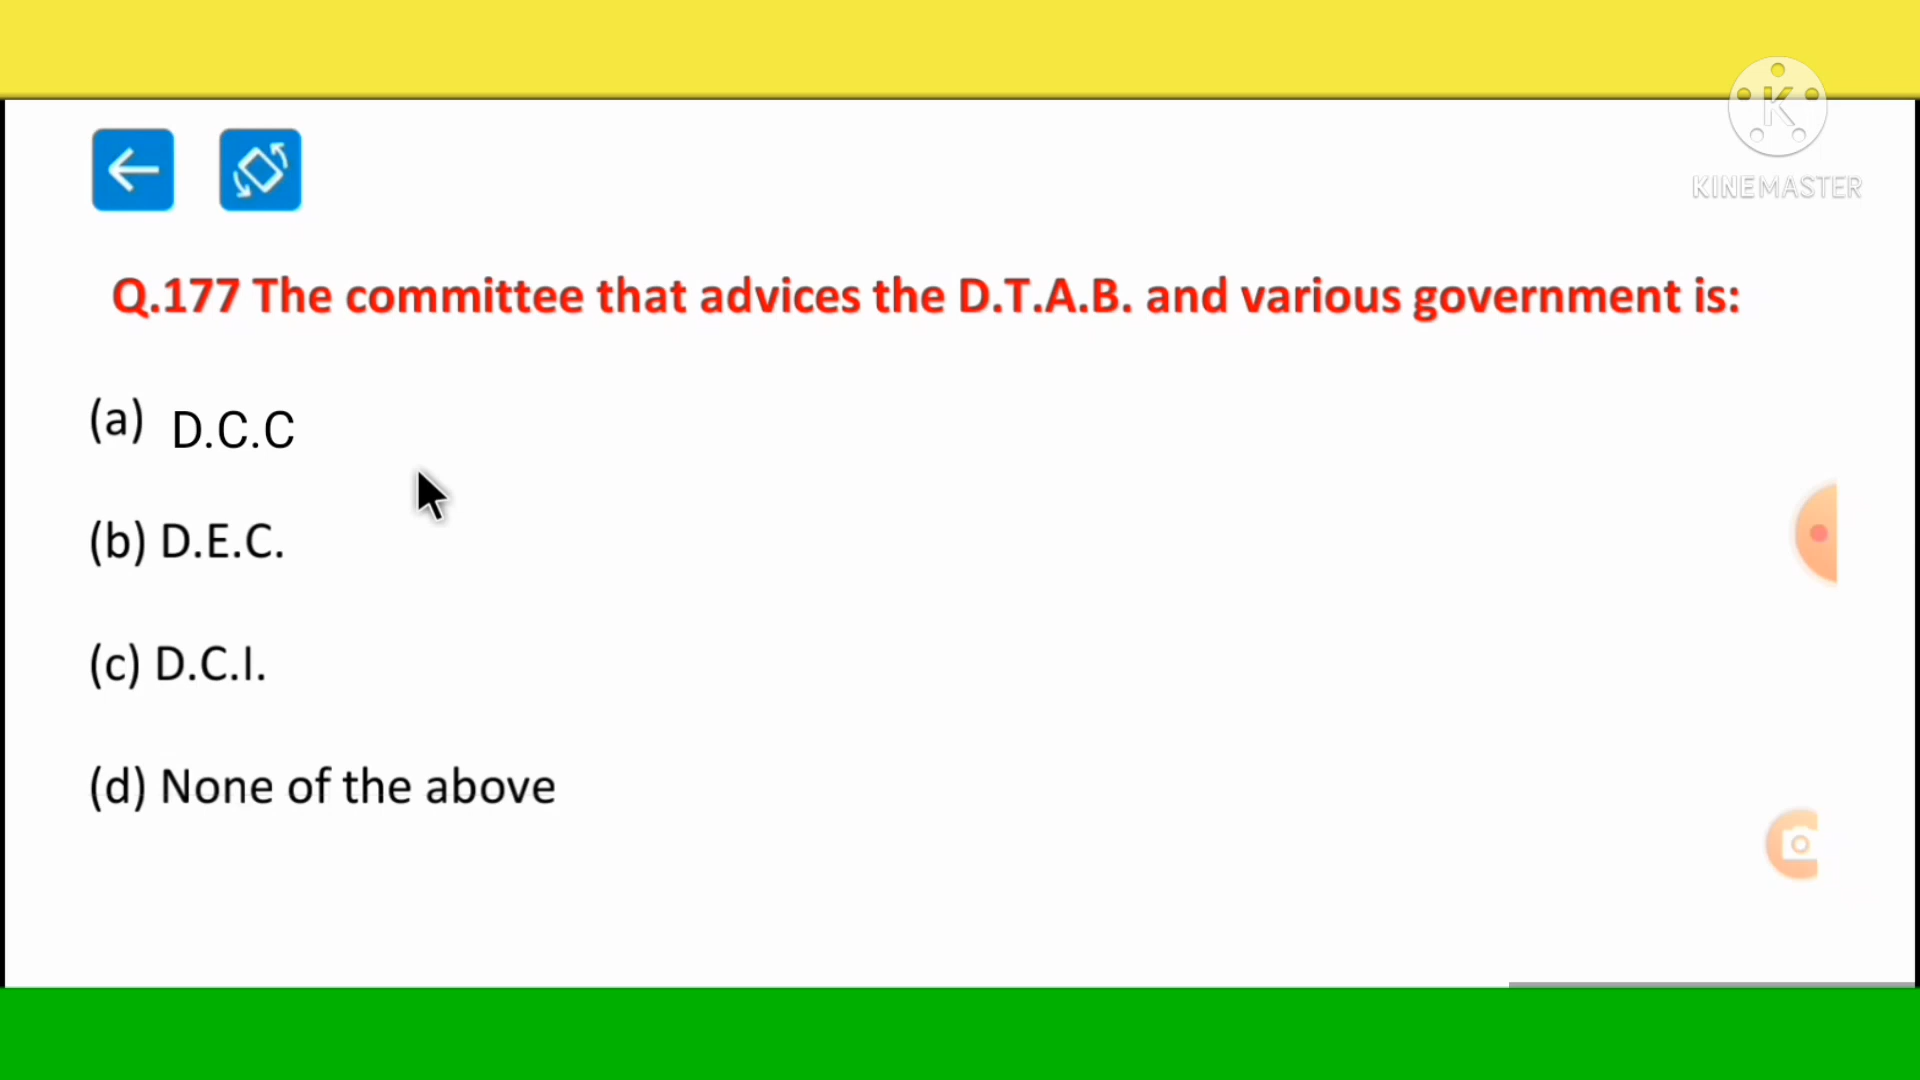 K
KINEMASTER
Q.177 The committee that advices the D.T.A.B. and various government is:
(a) D.C.C
(b) D.E.C.
(c) D.C.I.
(d) None of the above